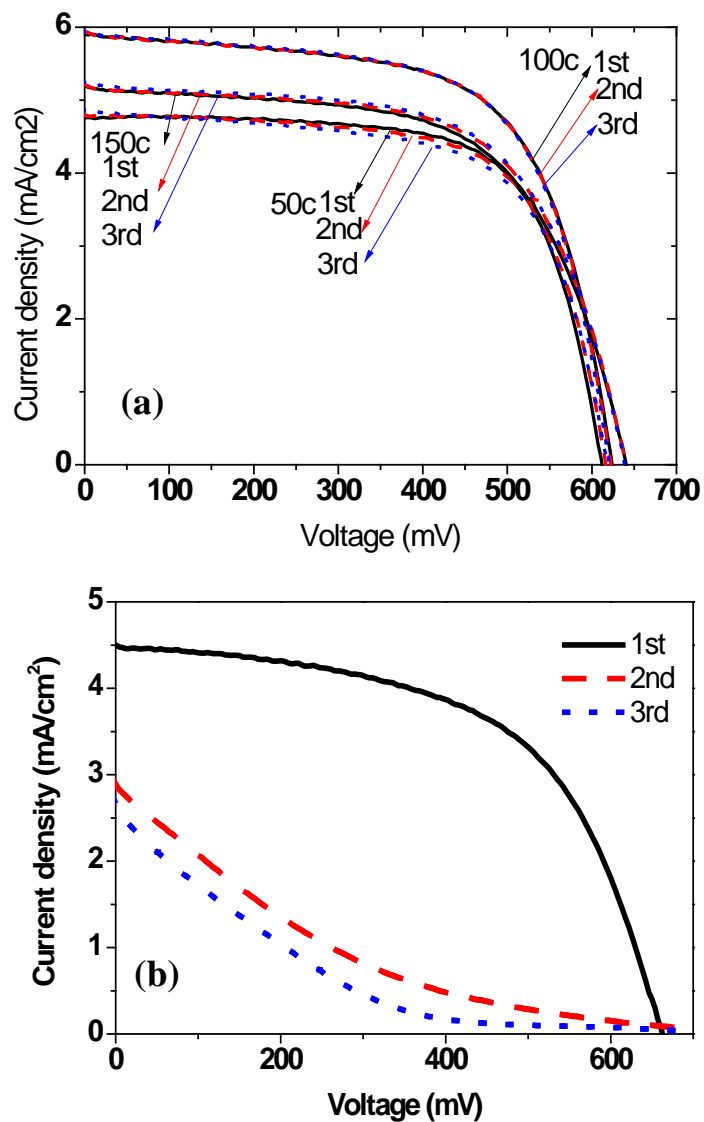 6
4
2
0
Current density (mA/cm2)
100c 1st
2nd
3rd
150c
1st
2nd
3rd
50c 1st
2nd
3rd
(a)
0 100 200 300 400 500 600 700
Voltage (mV)
5
4
3
2
1
0
Current density (mA/cm²)
1st
2nd
3rd
(b)
0 200 400 600
Voltage (mV)